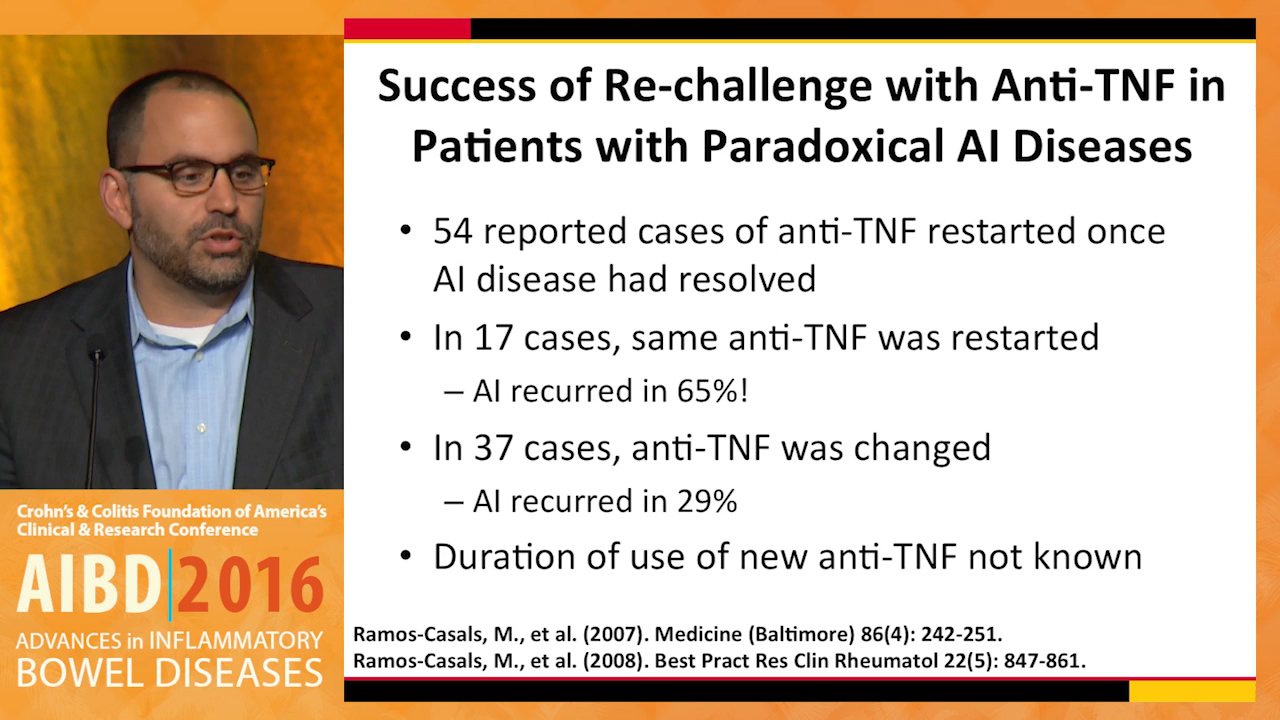 Success of Re-challenge with Anti-TNF in
Patients with Paradoxical AI Diseases
• 54 reported cases of anti-TNF restarted once
AI disease had resolved
• In 17 cases, same anti-TNF was restarted
– AI recurred in 65%!
• In 37 cases, anti-TNF was changed
– AI recurred in 29%
• Duration of use of new anti-TNF not known
Ramos-Casals, M., et al. (2007). Medicine (Baltimore) 86(4): 242-251.
Ramos-Casals, M., et al. (2008). Best Pract Res Clin Rheumatol 22(5): 847-861.
Crohn's & Colitis Foundation of America's
Clinical & Research Conference
AIBD|2016
ADVANCES in INFLAMMATORY
BOWEL DISEASES